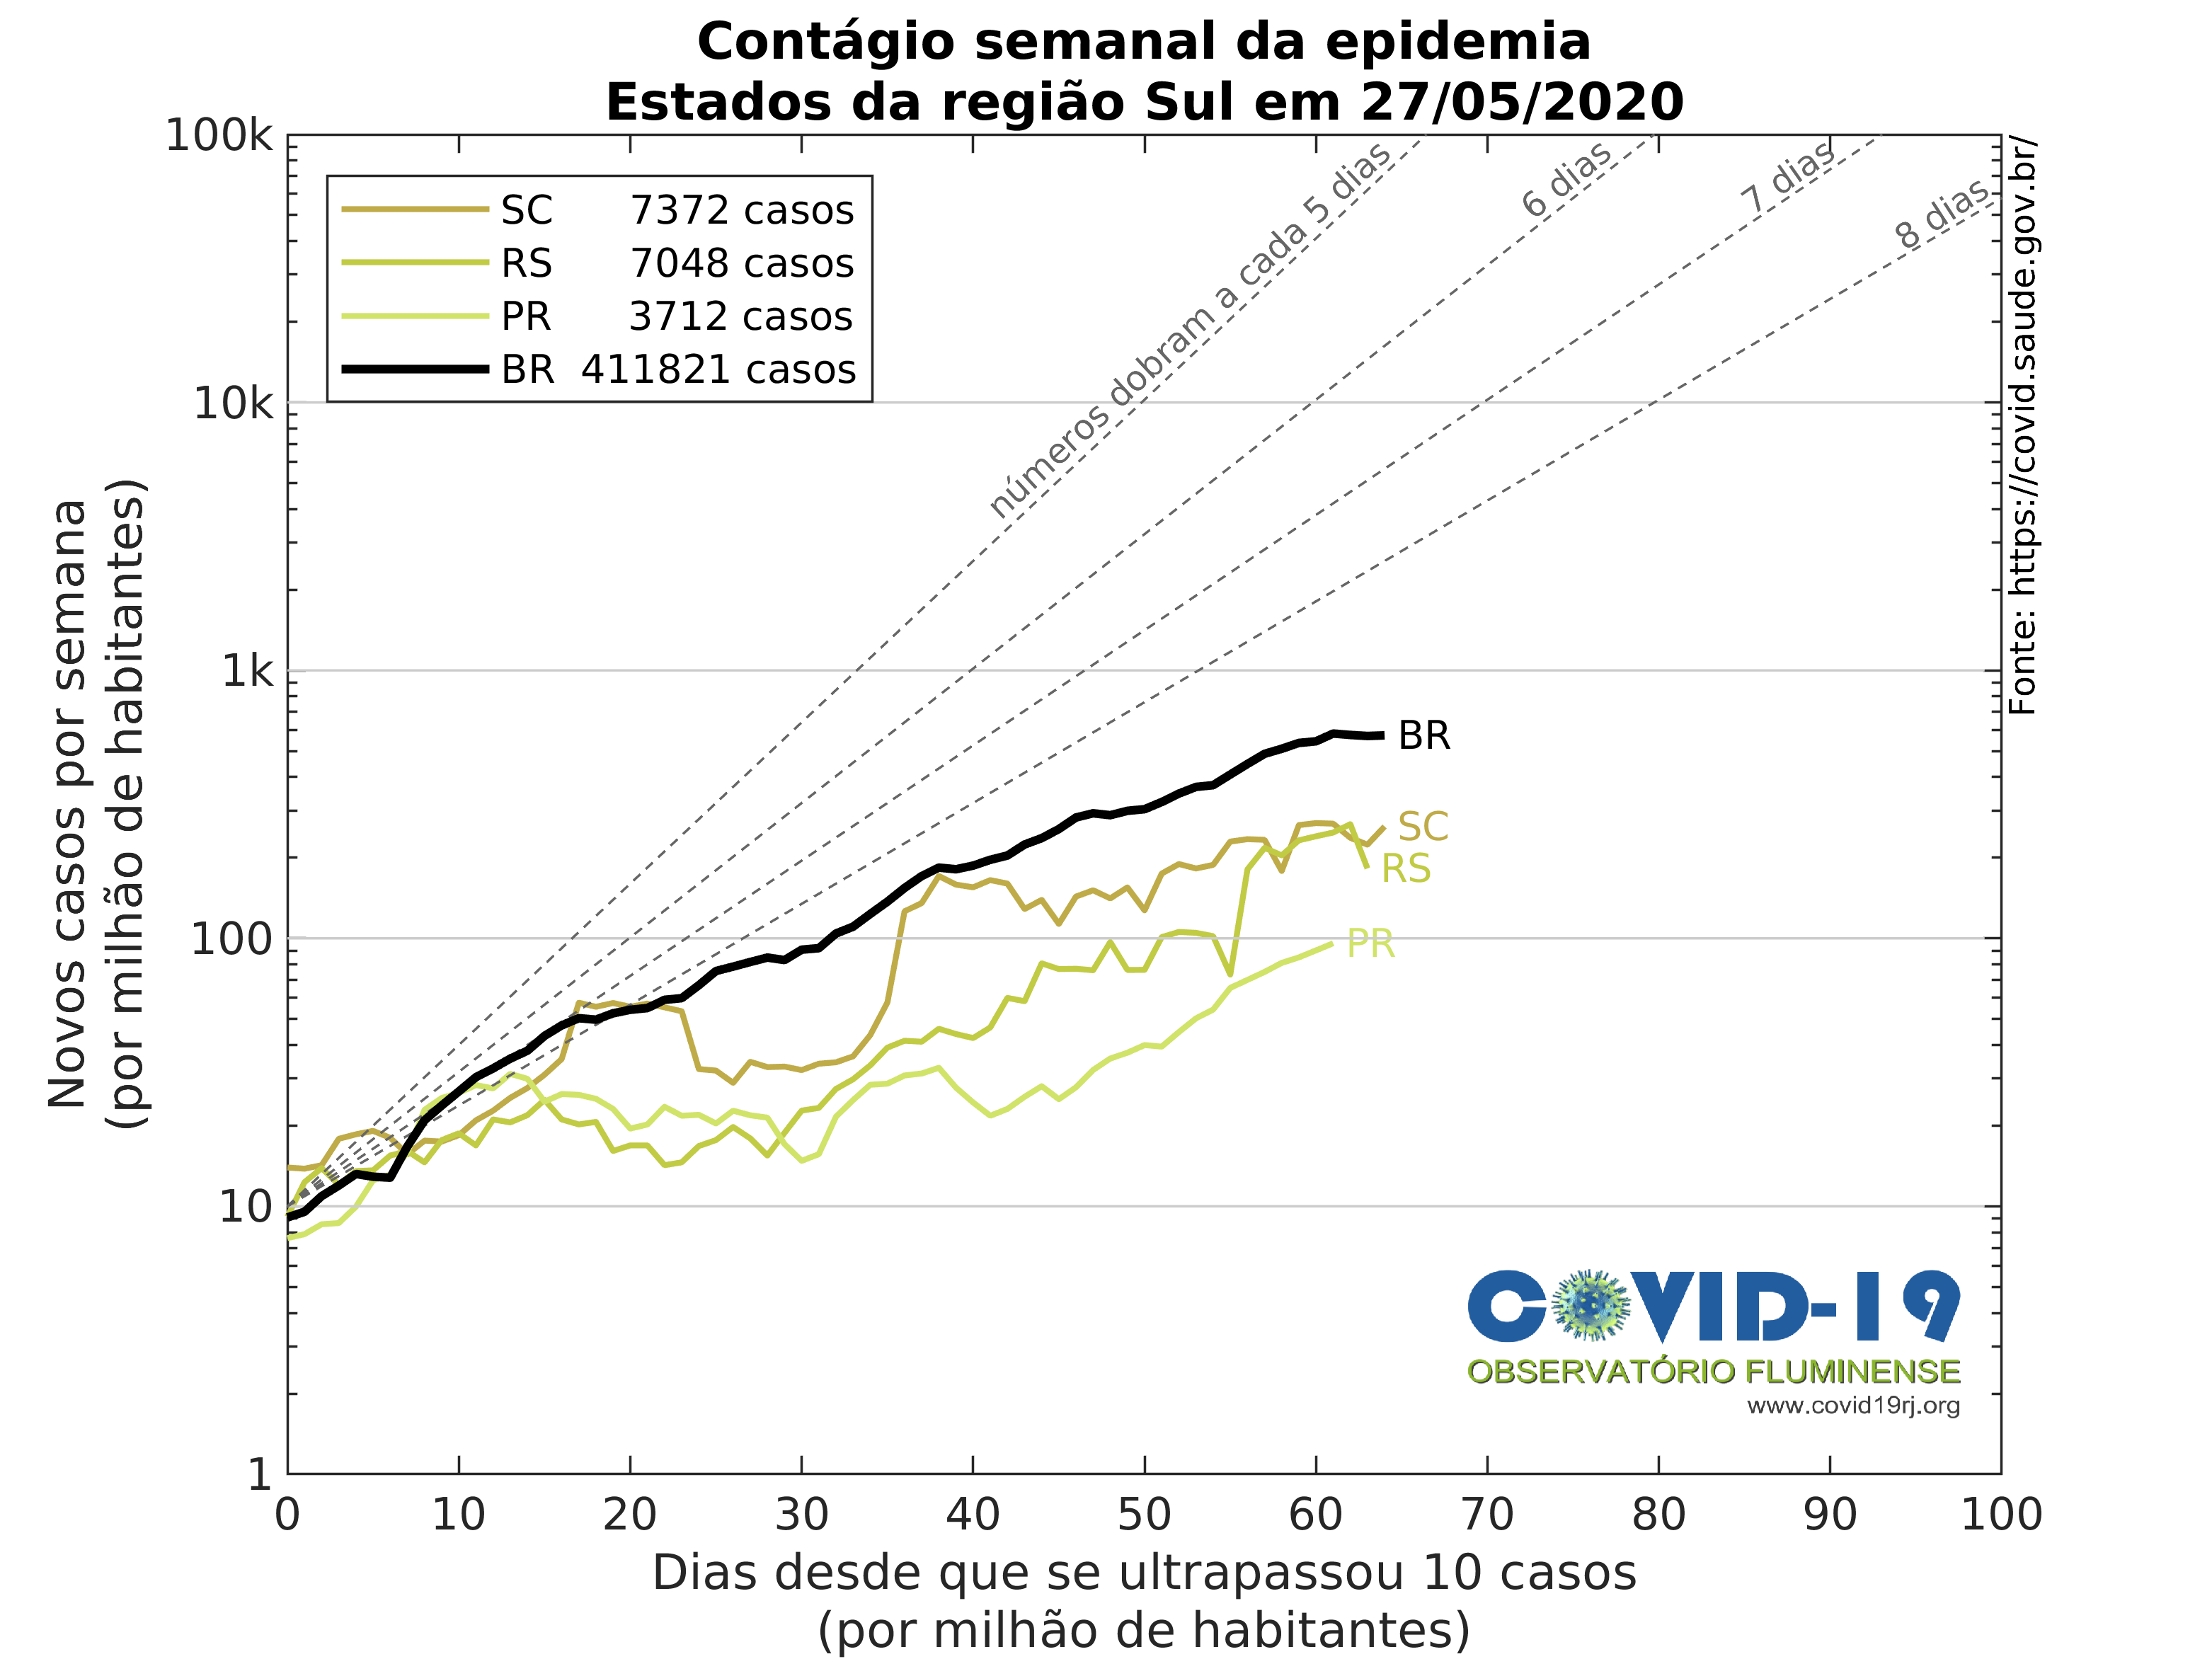 Contágio semanal da epidemia
Estados da região Sul em 27/05/2020
100k
10k
1k
100
10
1
Novos casos por semana
(por milhão de habitantes)
SC 7372 casos
RS 7048 casos
PR 3712 casos
BR 411821 casos
números dobram a cada 5 dias
6 dias
7 dias
8 dias
Fonte: https://covid.saude.gov.br/
BR
SC
RS
PR
COVID-19
OBSERVATÓRIO FLUMINENSE
www.covid19rj.org
0 10 20 30 40 50 60 70 80 90 100
Dias desde que se ultrapassou 10 casos
(por milhão de habitantes)